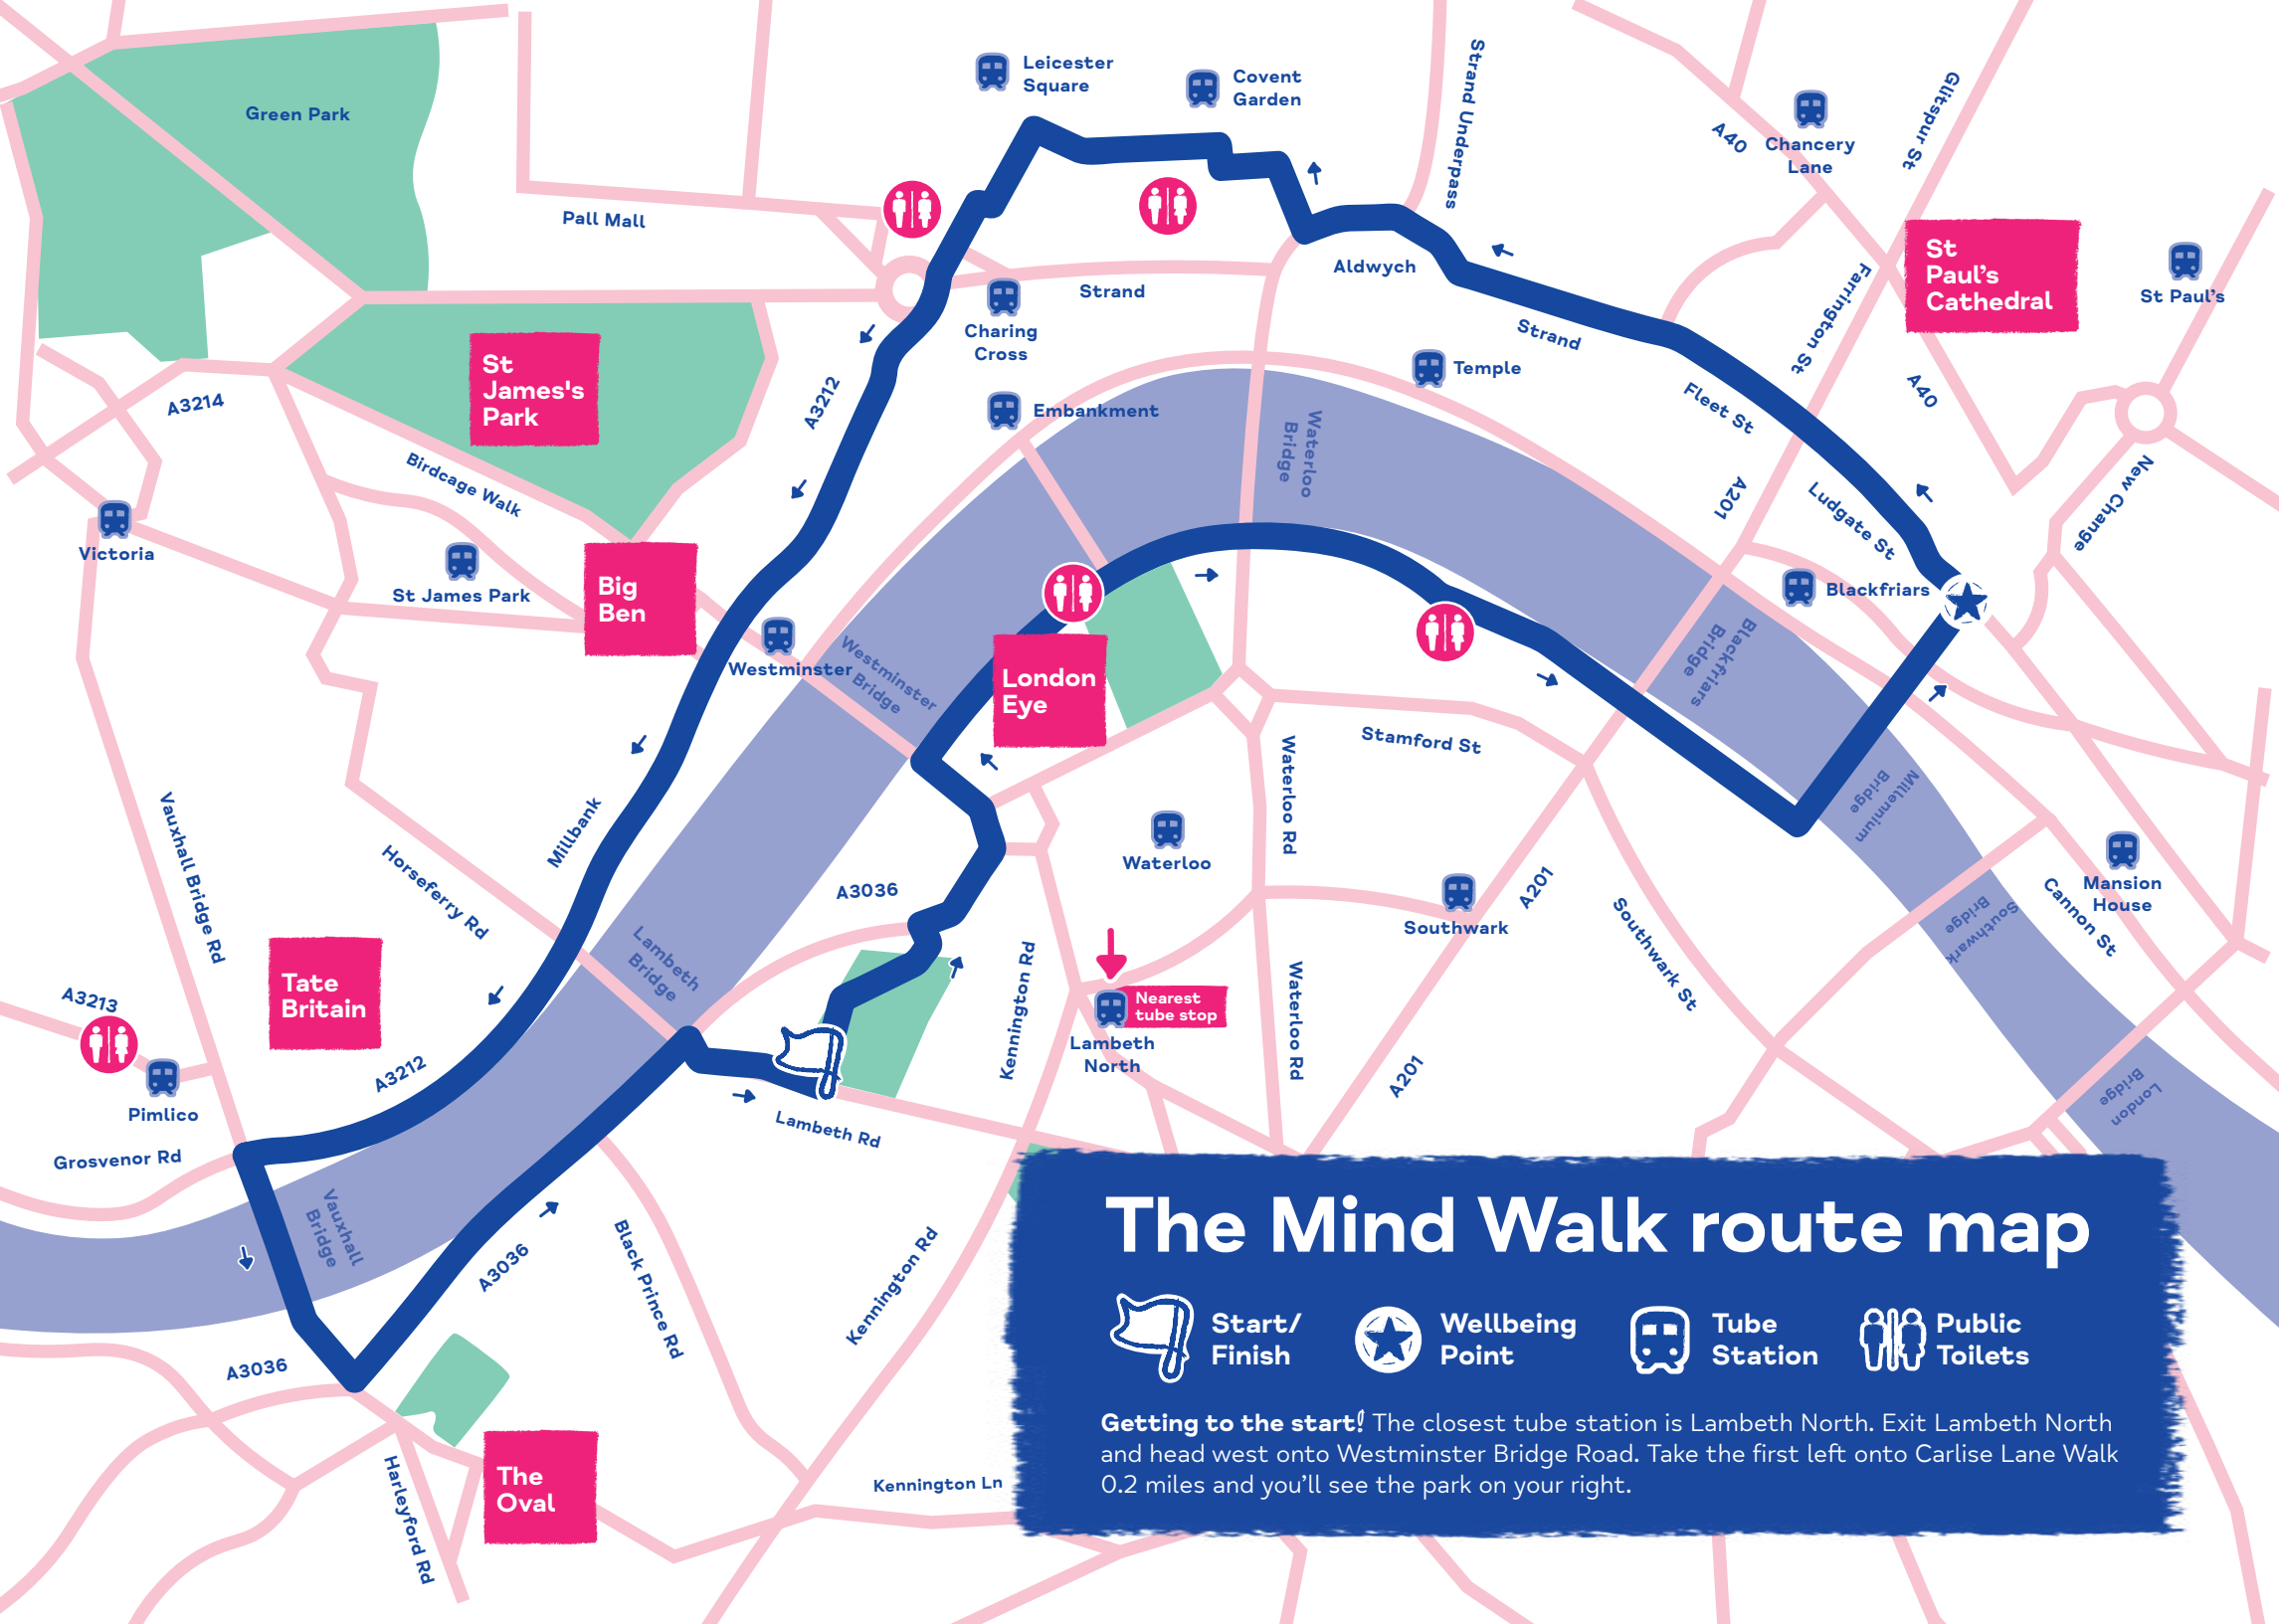 Leicester
Square
Covent
Garden
Strand Underpass
Glitspur St
A40
Chancery
Lane
Green Park
Pall Mall
St
Paul's
Cathedral
St Paul's
Aldwych
Strand
Charing
Cross
Strand
Farrington St
Temple
Fleet St
A40
St
James's
Park
A3214
A3212
Embankment
Waterloo
Bridge
Birdcage Walk
A201
Ludgate St
New Change
Victoria
St James Park
Big
Ben
Blackfriars
Westminster
Westminster
Bridge
London
Eye
Blackfriars
Bridge
Stamford St
Waterloo Rd
Millennium
Bridge
Vauxhall Bridge Rd
Millbank
Horseferry Rd
A3036
Waterloo
Southwark
A201
Southwark St
Southwark
Bridge
Mansion
House
Cannon St
Lambeth
Bridge
Tate
Britain
A3213
Kennington Rd
Nearest
tube stop
Lambeth
North
Waterloo Rd
A201
London
Bridge
A3212
Pimlico
Grosvenor Rd
Lambeth Rd
Vauxhall
Bridge
A3036
Black Prince Rd
Kennington Rd
A3036
The
Oval
Harleyford Rd
Kennington Ln
The Mind Walk route map
Start/
Finish
Wellbeing
Point
Tube
Station
Public
Toilets
Getting to the start! The closest tube station is Lambeth North. Exit Lambeth North
and head west onto Westminster Bridge Road. Take the first left onto Carlise Lane Walk
0.2 miles and you'll see the park on your right.